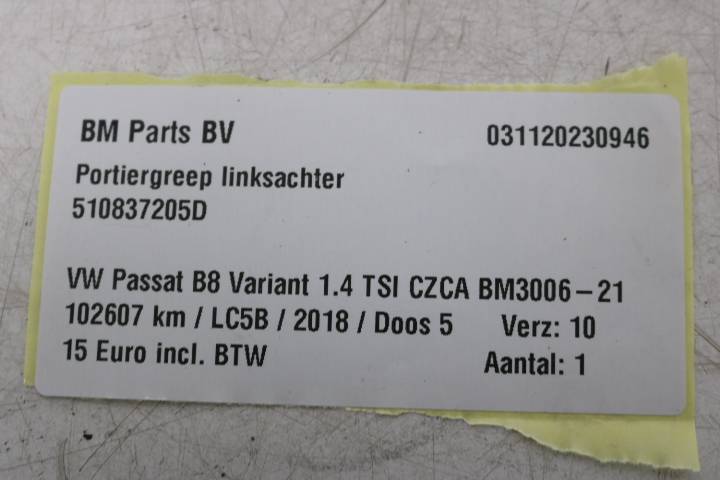 BM Parts BV 031120230946
Portiergreep linksachter
510837205D
VW Passat B8 Variant 1.4 TSI CZCA BM3006-21
102607 km / LC5B / 2018 / Doos 5 Verz: 10
15 Euro incl. BTW Aantal: 1